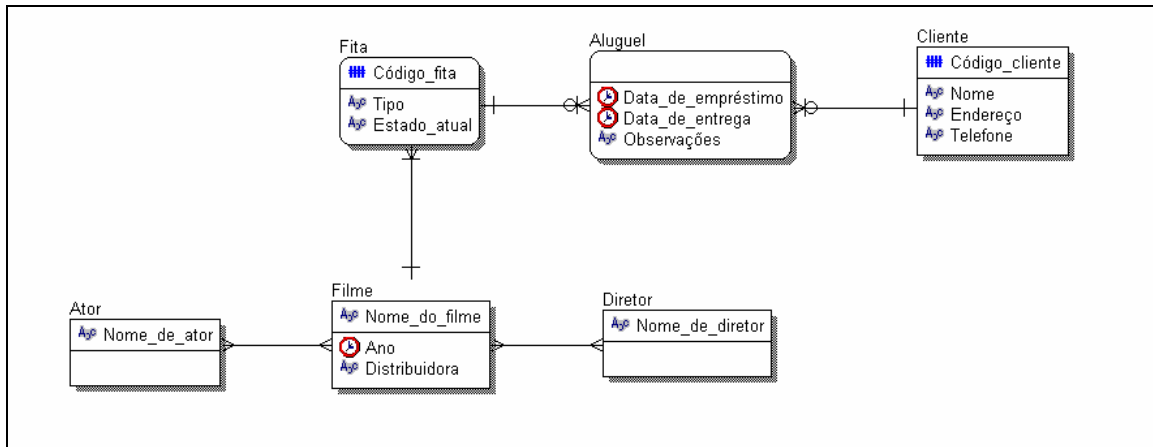 Fita
Código_fita
Tipo
Estado_atual
Aluguel
Data_de_empréstimo
Data_de_entrega
Observações
Cliente
Código_cliente
Nome
Endereço
Telefone
Ator
Nome_de_ator
Filme
Nome_do_filme
Ano
Distribuidora
Diretor
Nome_de_diretor